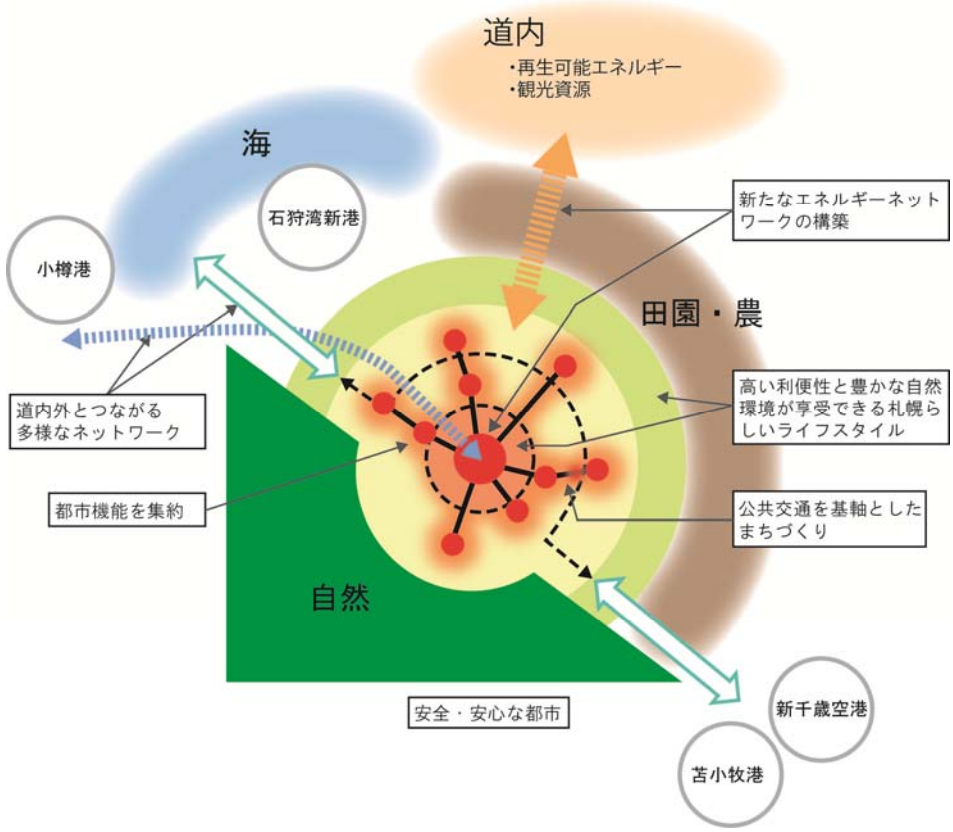 道内
・再生可能エネルギー
・観光資源
海
石狩湾新港
小樽港
新たなエネルギーネット
ワークの構築
田園・農
道内外とつながる
多様なネットワーク
高い利便性と豊かな自然
環境が享受できる札幌ら
しいライフスタイル
都市機能を集約
公共交通を基軸とした
まちづくり
自然
安全・安心な都市
新千歳空港
苫小牧港